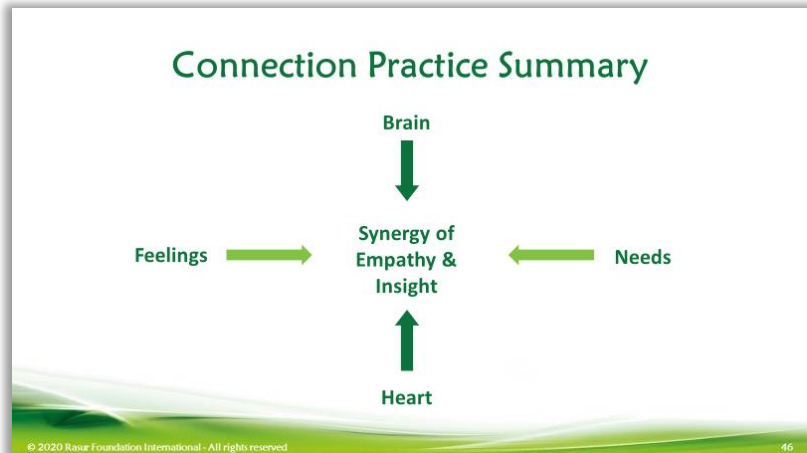 Connection Practice Summary
Brain
Feelings
Synergy of
Empathy &
Insight
Needs
Heart
© 2020 Rasur Foundation International - All rights reserved
46